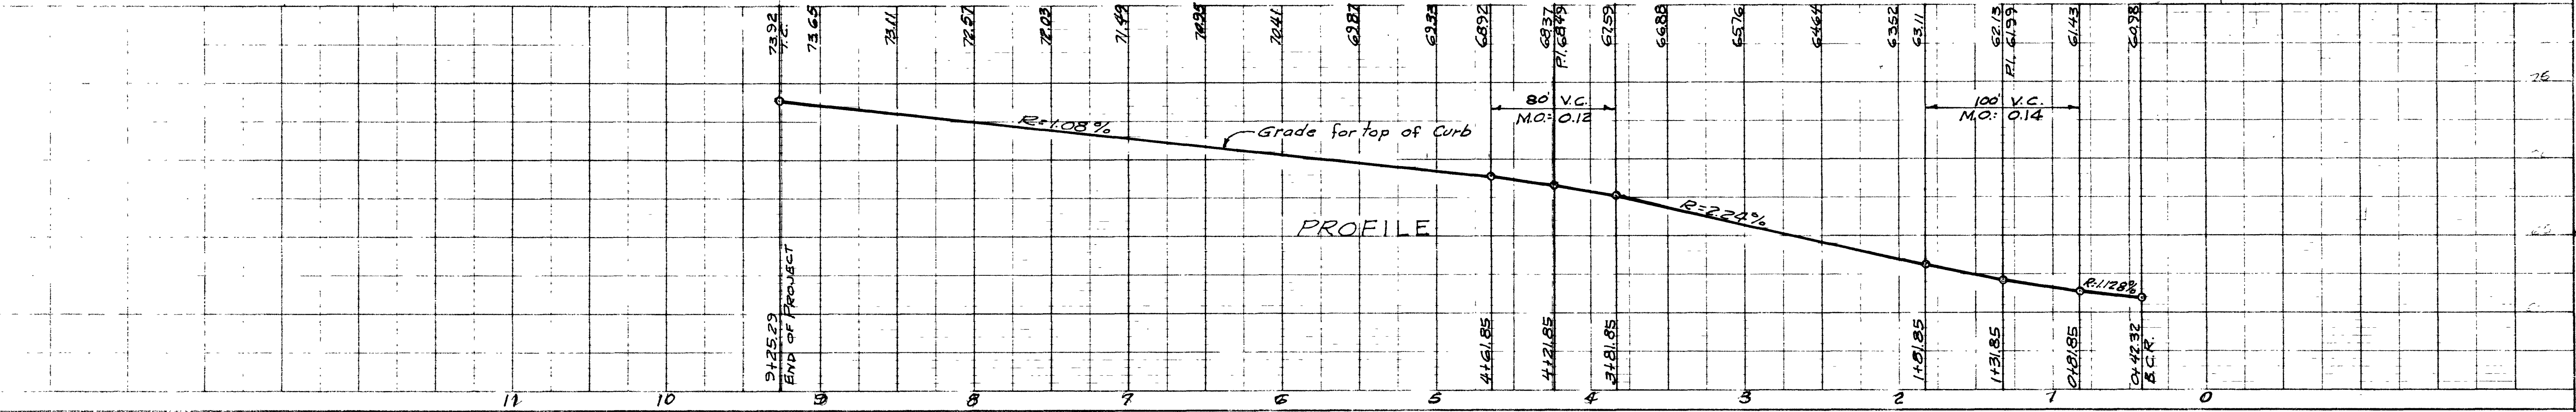 73.92
T.C.
73.65
73.11
72.57
72.03
71.49
70.95
70.41
69.87
69.33
68.92
68.37
P.I. 68.49
67.59
66.88
65.76
64.64
63.52
63.11
62.13
P.I. 61.99
61.43
60.98
75
80' V.C.
M.O.= 0.12
100' V.C.
M.O.= 0.14
R=1.08%
Grade for top of Curb
R=2.24%
PROFILE
R=1.128%
9+25.29
END OF PROJECT
4+61.85
4+21.85
3+81.85
1+81.85
1+31.85
0+81.85
0+42.32
B.C.R.
11 10 9 8 7 6 5 4 3 2 1 0